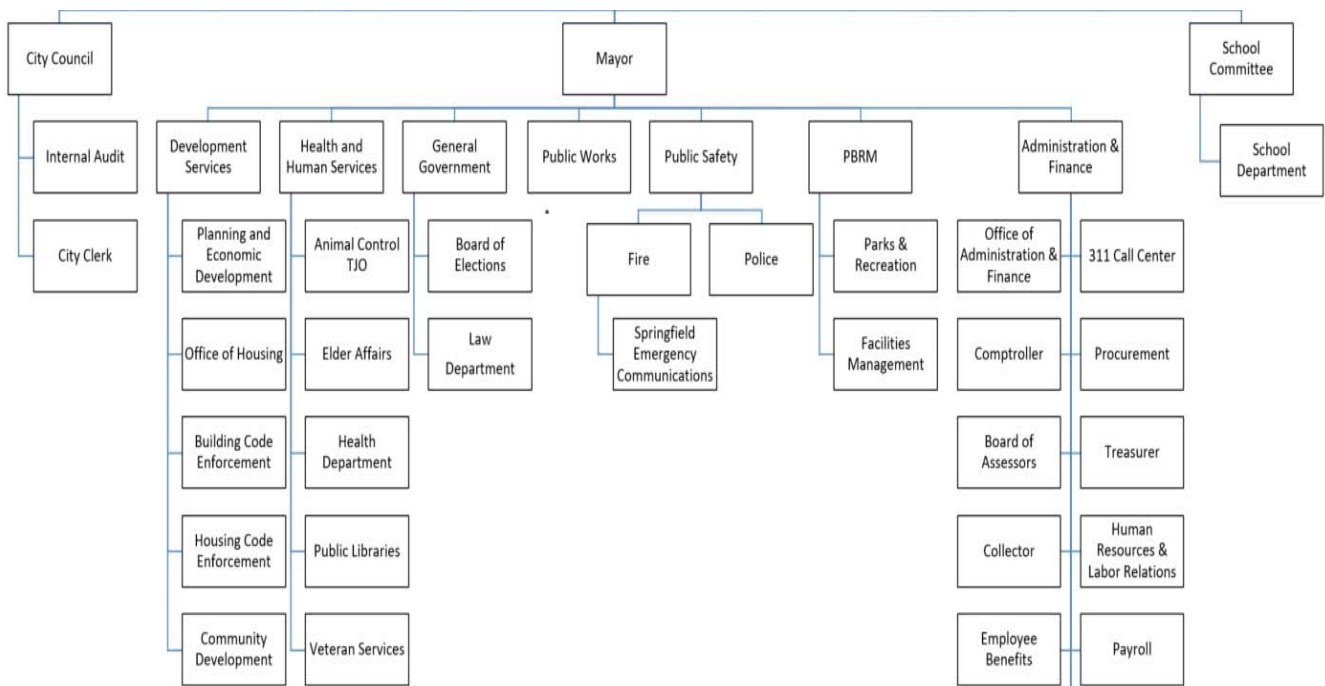 City Council
Mayor
School
Committee
Internal Audit
Development
Services
Health and
Human Services
General
Government
Public Works
Public Safety
PBRM
Administration &
Finance
School
Department
City Clerk
Planning and
Economic
Development
Animal Control
TJO
Board of
Elections
Fire
Police
Parks &
Recreation
Office of
Administration &
Finance
311 Call Center
Office of Housing
Elder Affairs
Law
Department
Springfield
Emergency
Communications
Facilities
Management
Comptroller
Procurement
Building Code
Enforcement
Health
Department
Board of
Assessors
Treasurer
Housing Code
Enforcement
Public Libraries
Collector
Human
Resources &
Labor Relations
Community
Development
Veteran Services
Employee
Benefits
Payroll